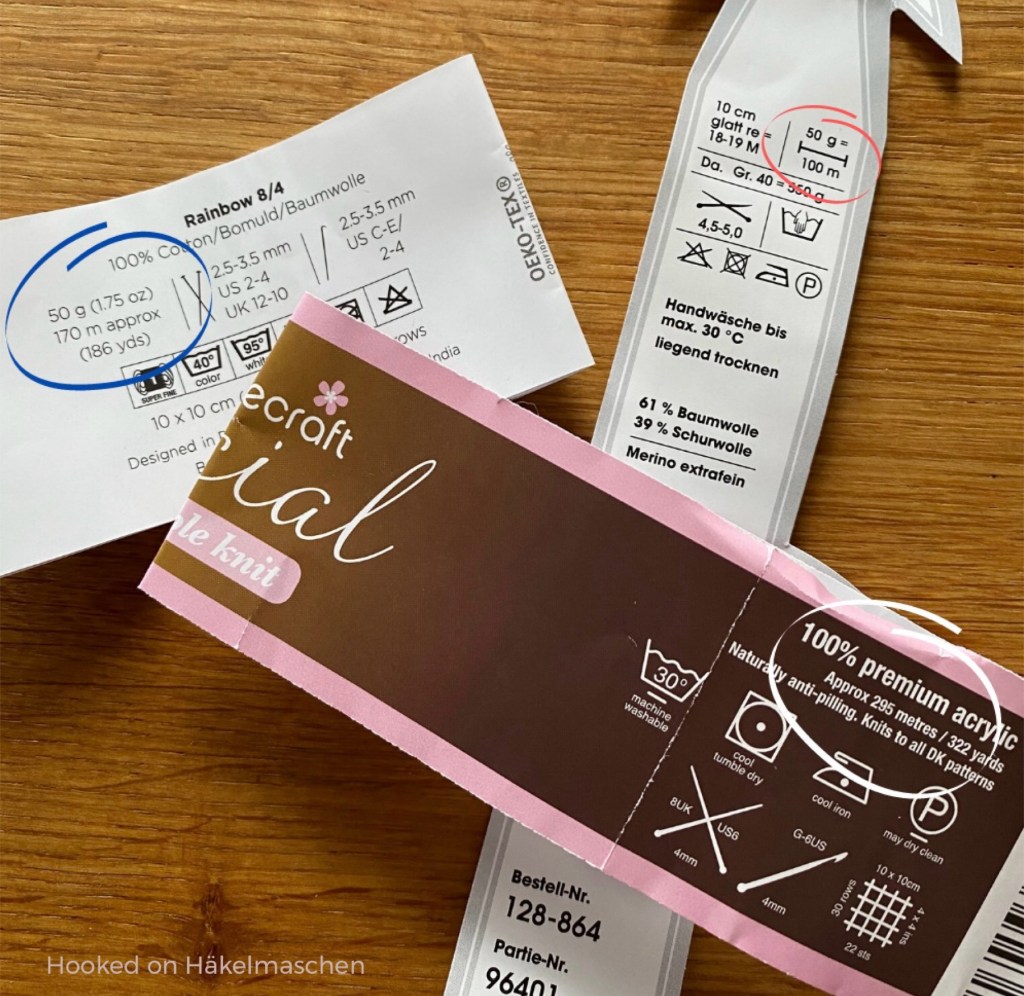 Rainbow 8/4
100% Cotton/Bomuld/Baumwolle
50 g (1.75 oz)
170 m approx
(186 yds)
2.5-3.5 mm
US 2-4
UK 12-10
2.5-3.5 mm
US C-E/
2-4
OEKO-TEX®
CONFIDENCE IN TEXTILES
1
SUPER FINE
40°
color
95°
10 x 10 cm
Designed in
rows
India
10 cm
glatt re =
18-19 M
50 g =
100 m
Da. Gr. 40 = 550 g
4,5-5,0
P
Handwäsche bis
max. 30 °C
liegend trocknen
61 % Baumwolle
39 % Schurwolle
Merino extrafein
ecraft
cial
le knit
30°
machine
washable
100% premium acrylic
Approx 295 metres / 322 yards
Naturally anti-pilling. Knits to all DK patterns
cool
tumble dry
cool iron
P
may dry clean
8UK
US6
4mm
G-6US
4mm
10 x 10cm
30 rows
4 x 4 ins
22 sts
Bestell-Nr.
128-864
Partie-Nr.
96401
Hooked on Häkelmaschen